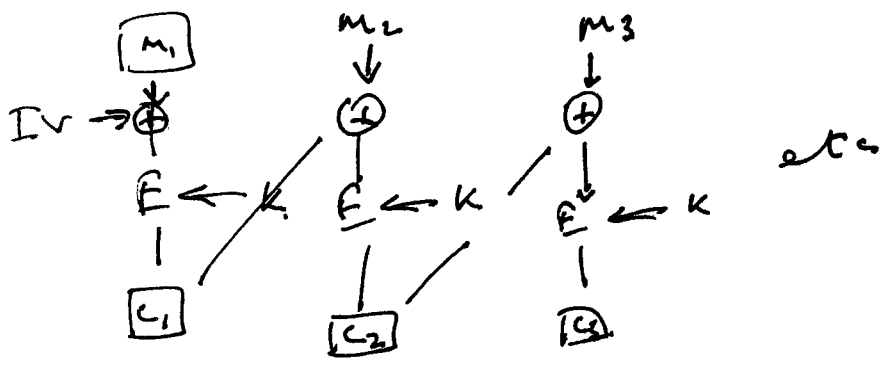 M₁ M₂ M₃
IV + + +
E K E K E K etc
C₁ C₂ C₃